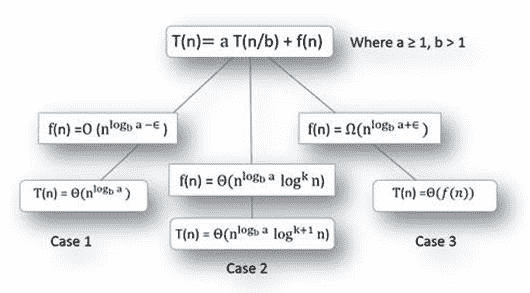 T(n)= a T(n/b) + f(n)
Where a ≥ 1, b > 1
f(n) =O (n^{log_b a −ϵ} )
T(n) = Θ(n^{log_b a} )
Case 1
f(n) = Θ(n^{log_b a} log^k n)
T(n) = Θ(n^{log_b a} log^{k+1} n)
Case 2
f(n) = Ω(n^{log_b a+ϵ} )
T(n) =Θ(f(n))
Case 3